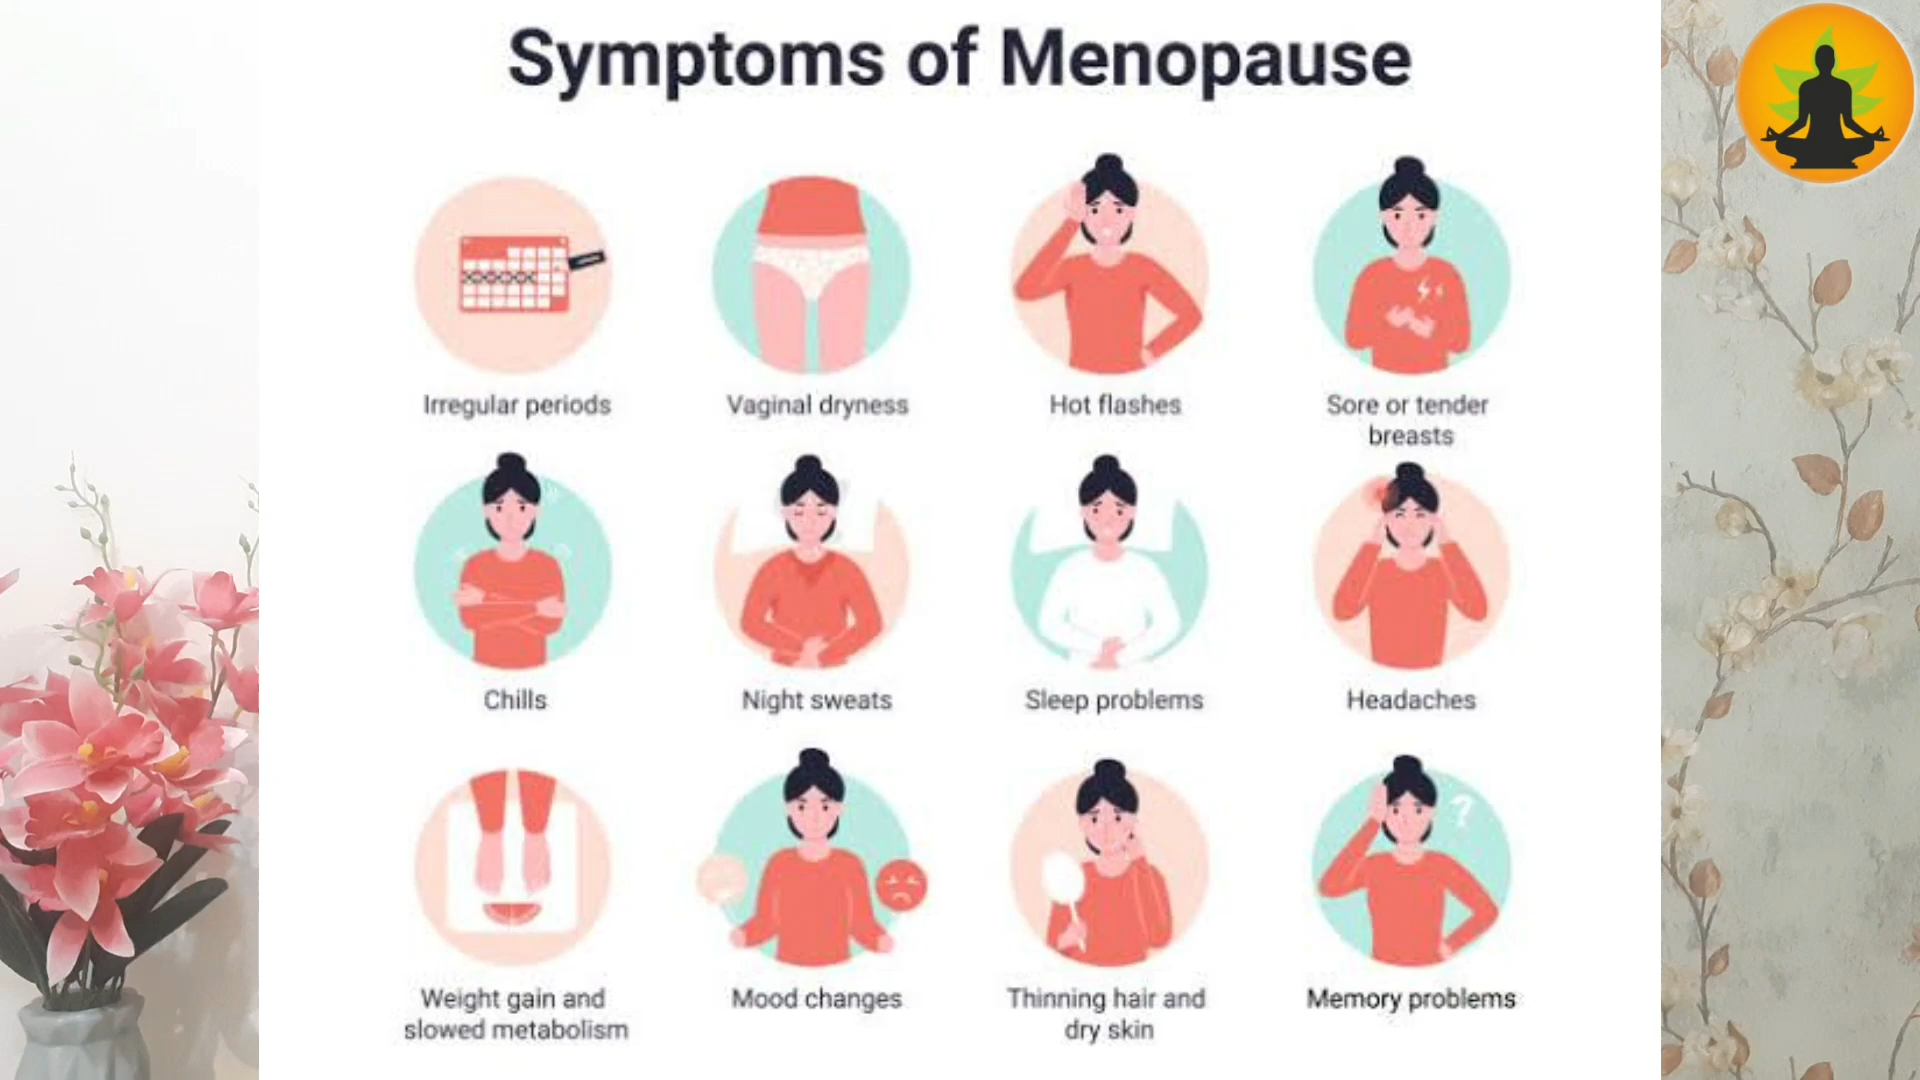 Symptoms of Menopause
Irregular periods
Vaginal dryness
Hot flashes
Sore or tender
breasts
Chills
Night sweats
Sleep problems
Headaches
Weight gain and
slowed metabolism
Mood changes
Thinning hair and
dry skin
Memory problems